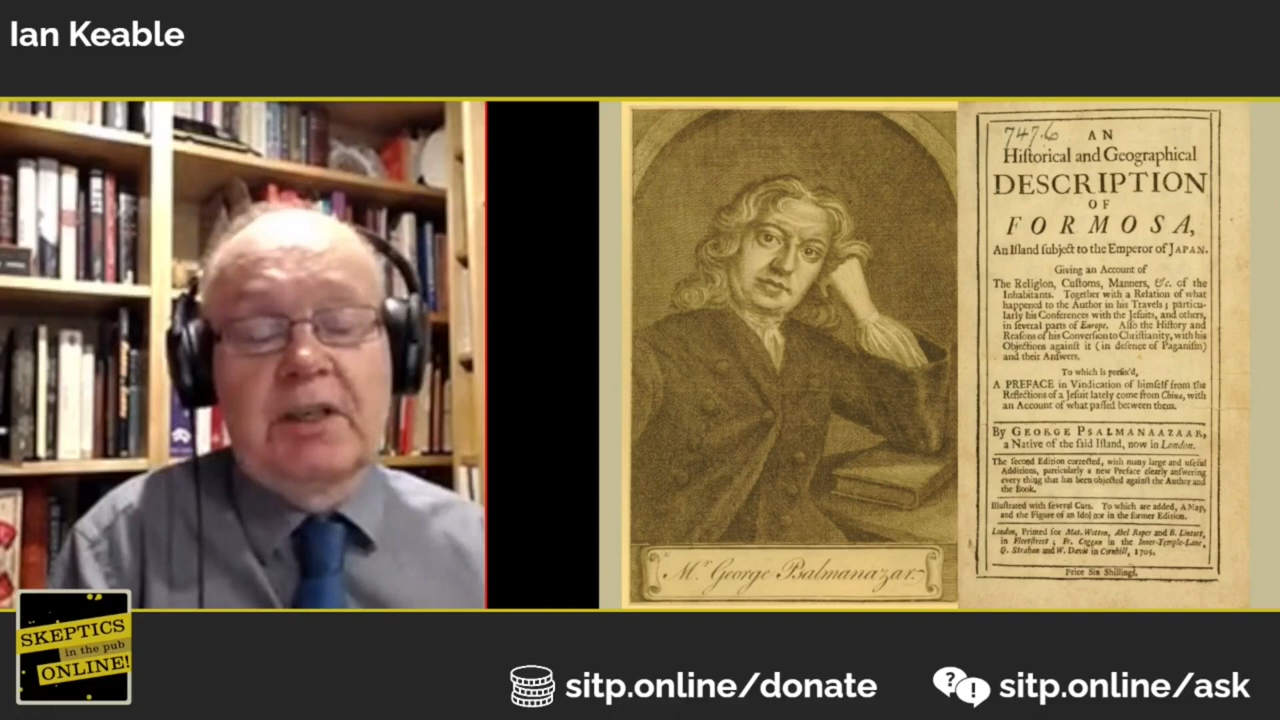 Ian Keable
747.6
AN
Historical and Geographical
DESCRIPTION
OF
FORMOSA,
An Island subject to the Emperor of JAPAN.
Giving an Account of
The Religion, Customs, Manners, &c. of the
Inhabitants. Together with a Relation of what
happened to the Author in his Travels; particu-
larly his Conferences with the Jesuits, and others,
in several parts of Europe. Also the History and
Reasons of his Conversion to Christianity, with his
Objections against it (in defence of Paganism)
and their Answers.
To which is prefix'd,
A PREFACE in Vindication of himself from the
Reflections of a Jesuit lately come from China, with
an Account of what passed between them.
By GEORGE PSALMANAAZAAR,
a Native of the said Island, now in London.
The second Edition corrected, with many large and useful
Additions, particularly a new Preface clearly answering
every thing that has been objected against the Author and
the Book.
Illustrated with several Cuts. To which are added, A Map,
and the Figure of an Idol not in the former Edition.
London, Printed for Mat. Wotton, Abel Roper and B. Lintott,
in Fleetstreet; Fr. Coggan in the Inner-Temple-Lane,
G. Strahan and W. Davis in Cornhill, 1705.
Price Six Shillings.
Mr. George Psalmanazar.
SKEPTICS
in the pub
ONLINE!
sitp.online/donate
sitp.online/ask